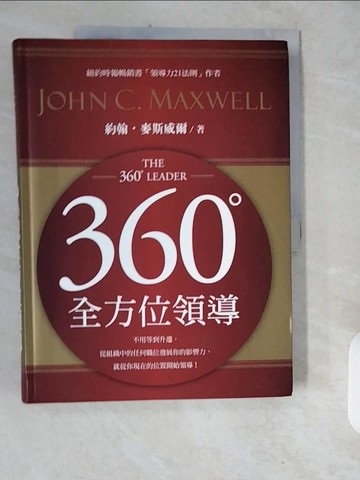 紐約時報暢銷書「領導力21法則」作者
JOHN C. MAXWELL
約翰・麥斯威爾/著
THE
360° LEADER
360°
全方位領導
不用等到升遷，
從組織中的任何職位發展你的影響力，
就從你現在的位置開始領導！